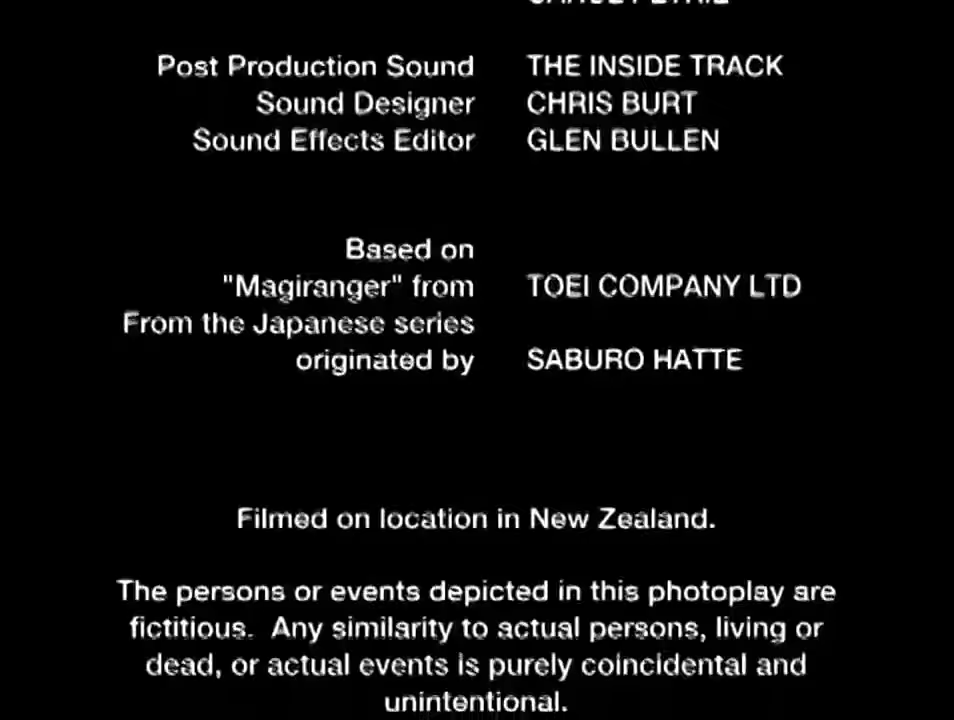 Post Production Sound THE INSIDE TRACK
Sound Designer CHRIS BURT
Sound Effects Editor GLEN BULLEN
Based on
"Magiranger" from TOEI COMPANY LTD
From the Japanese series
originated by SABURO HATTE
Filmed on location in New Zealand.
The persons or events depicted in this photoplay are
fictitious. Any similarity to actual persons, living or
dead, or actual events is purely coincidental and
unintentional.